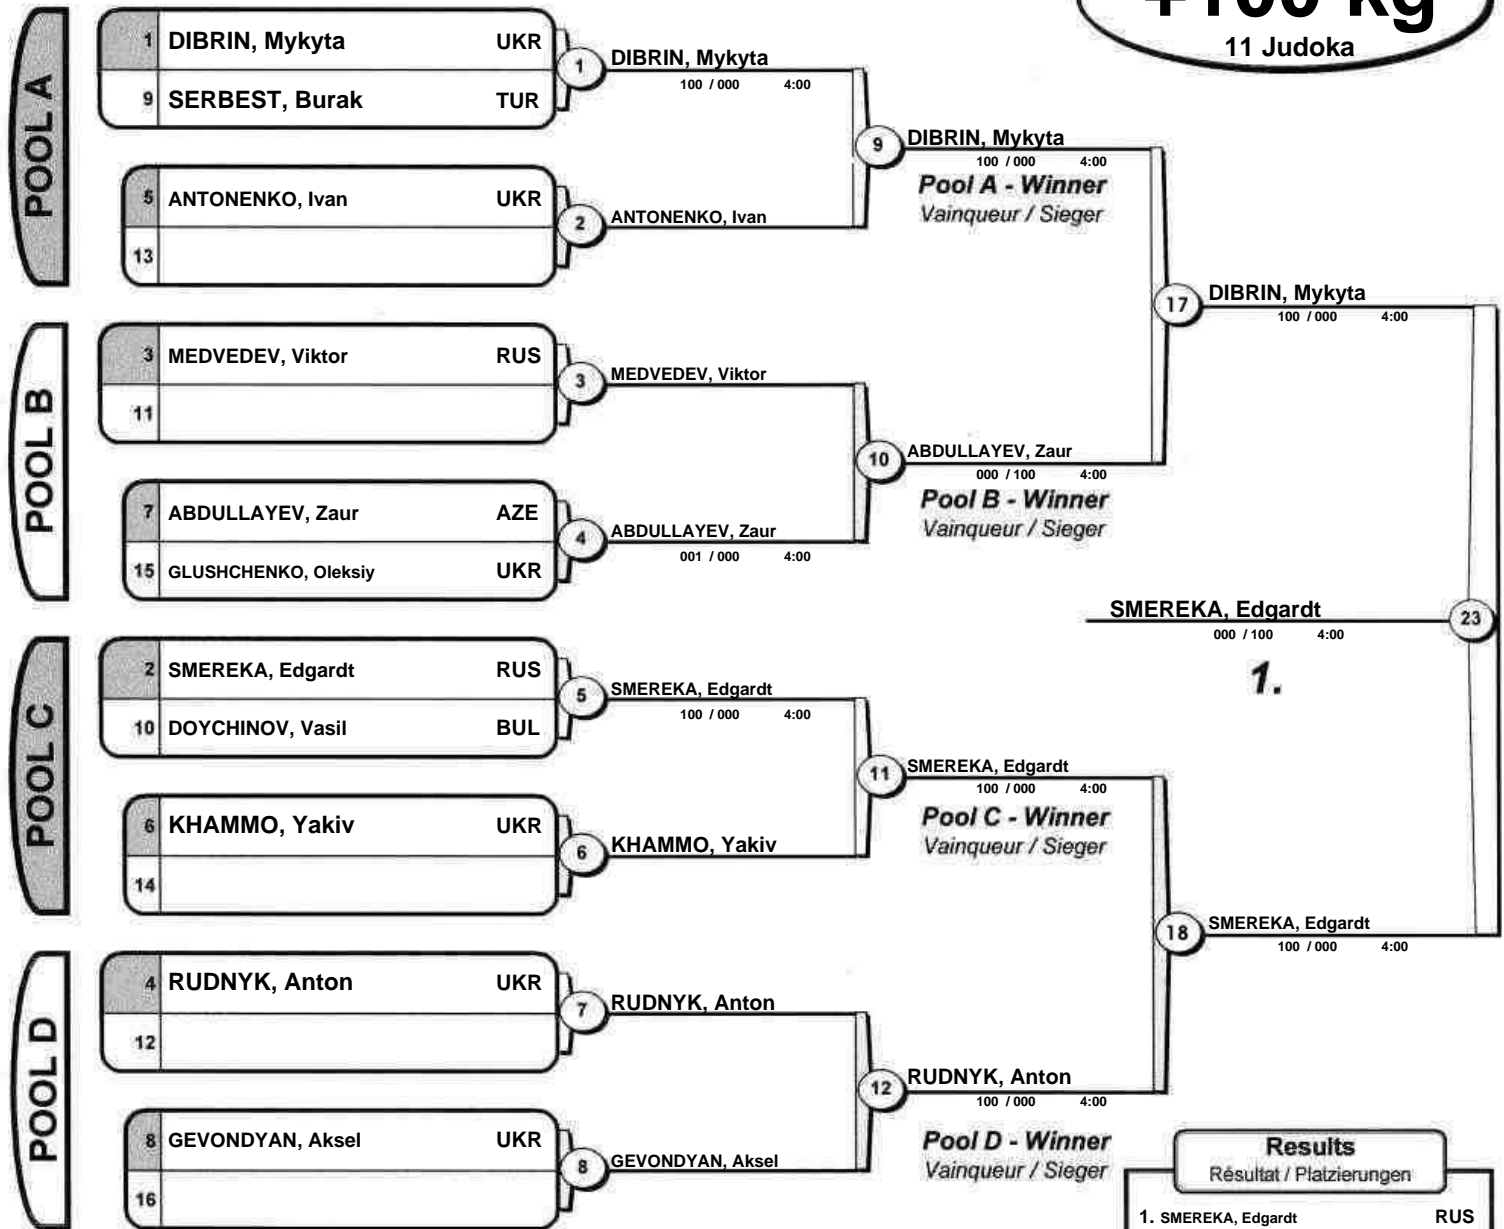 +100 kg
11 Judoka
POOL A
1 DIBRIN, Mykyta UKR
9 SERBEST, Burak TUR
1
DIBRIN, Mykyta
100 / 000 4:00
5 ANTONENKO, Ivan UKR
13
2
ANTONENKO, Ivan
9
DIBRIN, Mykyta
100 / 000 4:00
Pool A - Winner
Vainqueur / Sieger
POOL B
3 MEDVEDEV, Viktor RUS
11
3
MEDVEDEV, Viktor
7 ABDULLAYEV, Zaur AZE
15 GLUSHCHENKO, Oleksiy UKR
4
ABDULLAYEV, Zaur
001 / 000 4:00
10
ABDULLAYEV, Zaur
000 / 100 4:00
Pool B - Winner
Vainqueur / Sieger
17
DIBRIN, Mykyta
100 / 000 4:00
POOL C
2 SMEREKA, Edgardt RUS
10 DOYCHINOV, Vasil BUL
5
SMEREKA, Edgardt
100 / 000 4:00
6 KHAMMO, Yakiv UKR
14
6
KHAMMO, Yakiv
11
SMEREKA, Edgardt
100 / 000 4:00
Pool C - Winner
Vainqueur / Sieger
POOL D
4 RUDNYK, Anton UKR
12
7
RUDNYK, Anton
8 GEVONDYAN, Aksel UKR
16
8
GEVONDYAN, Aksel
12
RUDNYK, Anton
100 / 000 4:00
Pool D - Winner
Vainqueur / Sieger
18
SMEREKA, Edgardt
100 / 000 4:00
SMEREKA, Edgardt
23
000 / 100 4:00
1.
Results
Résultat / Platzierungen
1. SMEREKA, Edgardt RUS